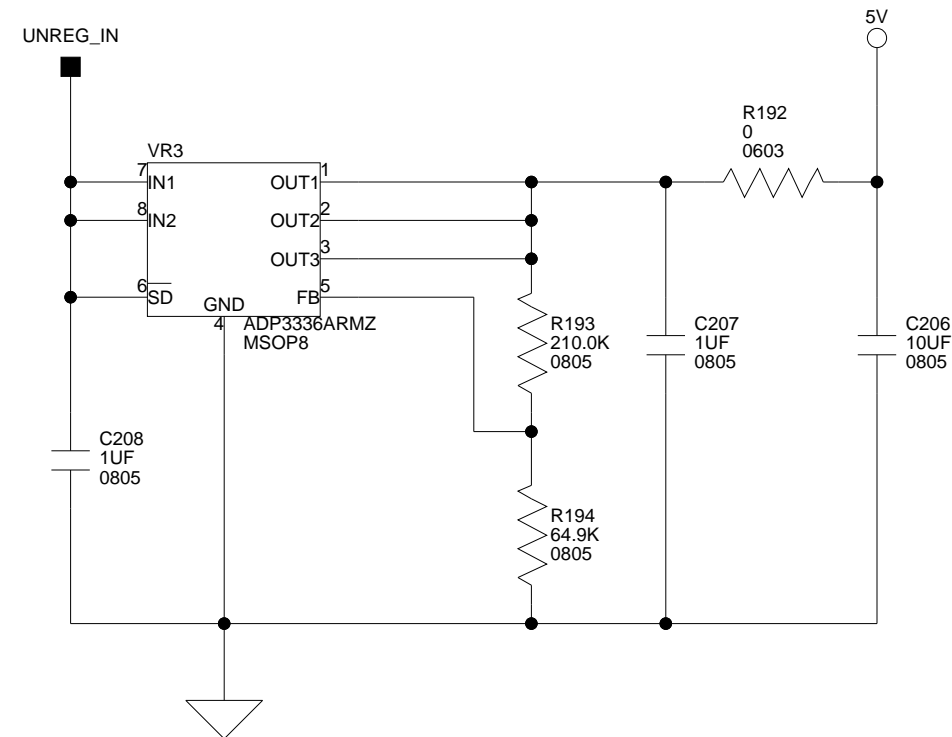 UNREG_IN
5V
R192
0
0603
VR3
7
IN1
OUT1
1
8
IN2
OUT2
2
OUT3
3
6
SD
FB
5
GND
4
ADP3336ARMZ
MSOP8
R193
210.0K
0805
C207
1UF
0805
C206
10UF
0805
C208
1UF
0805
R194
64.9K
0805